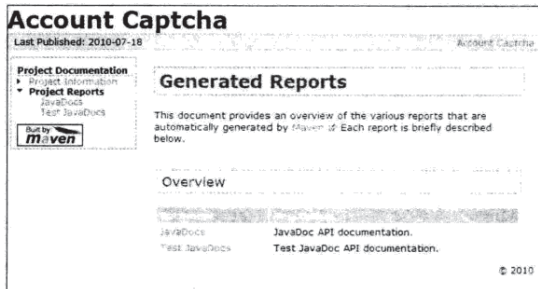 Account Captcha
Last Published: 2010-07-18
Account Captcha
Project Documentation
Project Information
Project Reports
JavaDocs
Test JavaDocs
Built by
maven
Generated Reports
This document provides an overview of the various reports that are
automatically generated by Maven Each report is briefly described
below.
Overview
JavaDocs JavaDoc API documentation.
Test JavaDocs Test JavaDoc API documentation.
© 2010